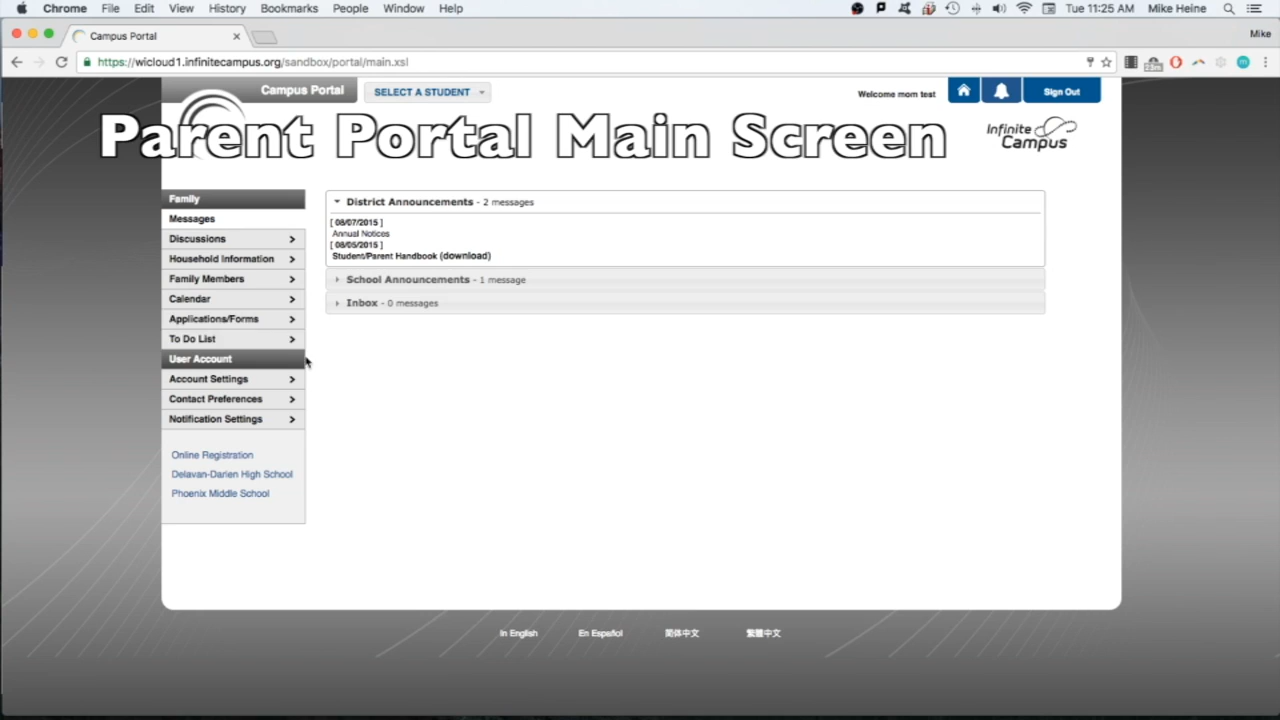 Chrome File Edit View History Bookmarks People Window Help Tue 11:25 AM Mike Heine
Campus Portal
Mike
https://wicloud1.infinitecampus.org/sandbox/portal/main.xsl
Campus Portal
SELECT A STUDENT
Welcome mom test
Sign Out
Parent Portal Main Screen
Infinite Campus
Family
Messages
Discussions
Household Information
Family Members
Calendar
Applications/Forms
To Do List
User Account
Account Settings
Contact Preferences
Notification Settings
Online Registration
Delavan-Darien High School
Phoenix Middle School
District Announcements - 2 messages
[ 08/07/2015 ]
Annual Notices
[ 08/05/2015 ]
Student/Parent Handbook (download)
School Announcements - 1 message
Inbox - 0 messages
In English En Español 简体中文 繁體中文